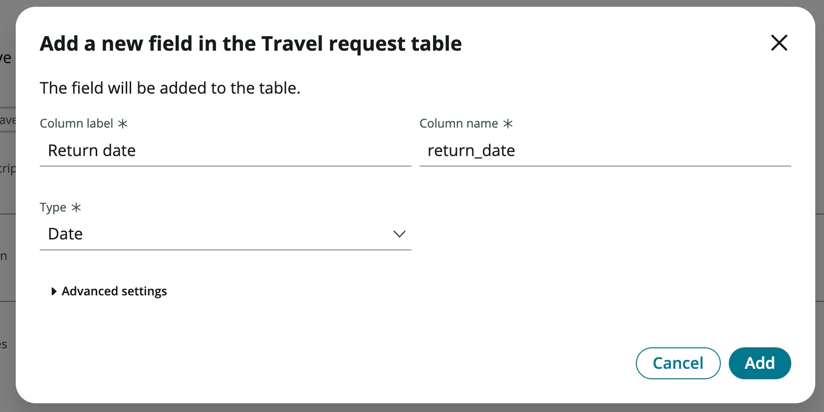 Add a new field in the Travel request table
The field will be added to the table.
Column label *
Column name *
Return date
return_date
Type *
Date
Advanced settings
Cancel
Add